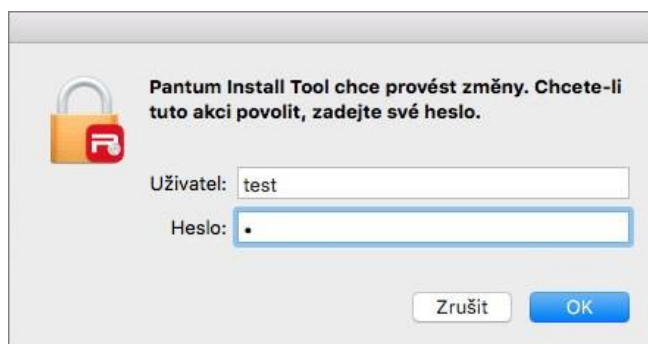 Pantum Install Tool chce provést změny. Chcete-li
tuto akci povolit, zadejte své heslo.
Uživatel: test
Heslo: •
Zrušit OK